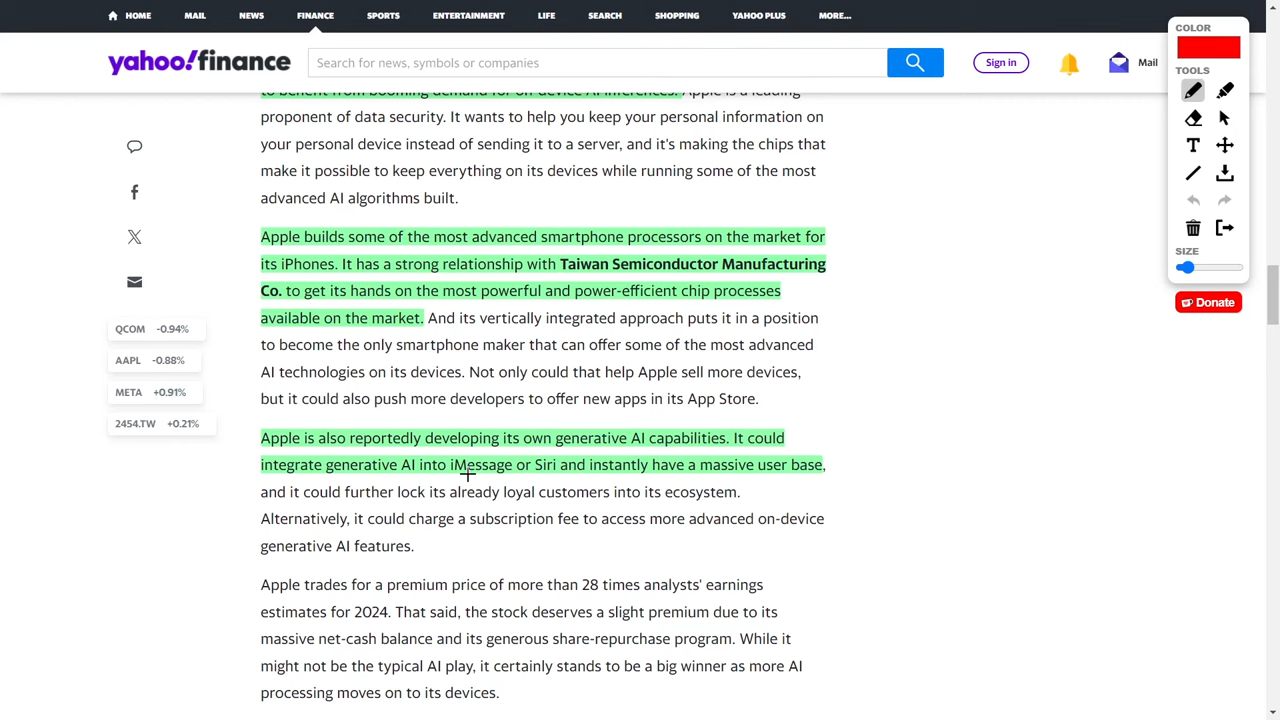 HOME MAIL NEWS FINANCE SPORTS ENTERTAINMENT LIFE SEARCH SHOPPING YAHOO PLUS MORE...
yahoo!finance
Search for news, symbols or companies
Sign in
Mail
COLOR
TOOLS
T
SIZE
Donate
to benefit from booming demand for on-device AI inferences. Apple is a leading
proponent of data security. It wants to help you keep your personal information on
your personal device instead of sending it to a server, and it's making the chips that
make it possible to keep everything on its devices while running some of the most
advanced AI algorithms built.
Apple builds some of the most advanced smartphone processors on the market for
its iPhones. It has a strong relationship with Taiwan Semiconductor Manufacturing
Co. to get its hands on the most powerful and power-efficient chip processes
available on the market. And its vertically integrated approach puts it in a position
to become the only smartphone maker that can offer some of the most advanced
AI technologies on its devices. Not only could that help Apple sell more devices,
but it could also push more developers to offer new apps in its App Store.
QCOM -0.94%
AAPL -0.88%
META +0.91%
2454.TW +0.21%
Apple is also reportedly developing its own generative AI capabilities. It could
integrate generative AI into iMessage or Siri and instantly have a massive user base,
and it could further lock its already loyal customers into its ecosystem.
Alternatively, it could charge a subscription fee to access more advanced on-device
generative AI features.
Apple trades for a premium price of more than 28 times analysts' earnings
estimates for 2024. That said, the stock deserves a slight premium due to its
massive net-cash balance and its generous share-repurchase program. While it
might not be the typical AI play, it certainly stands to be a big winner as more AI
processing moves on to its devices.